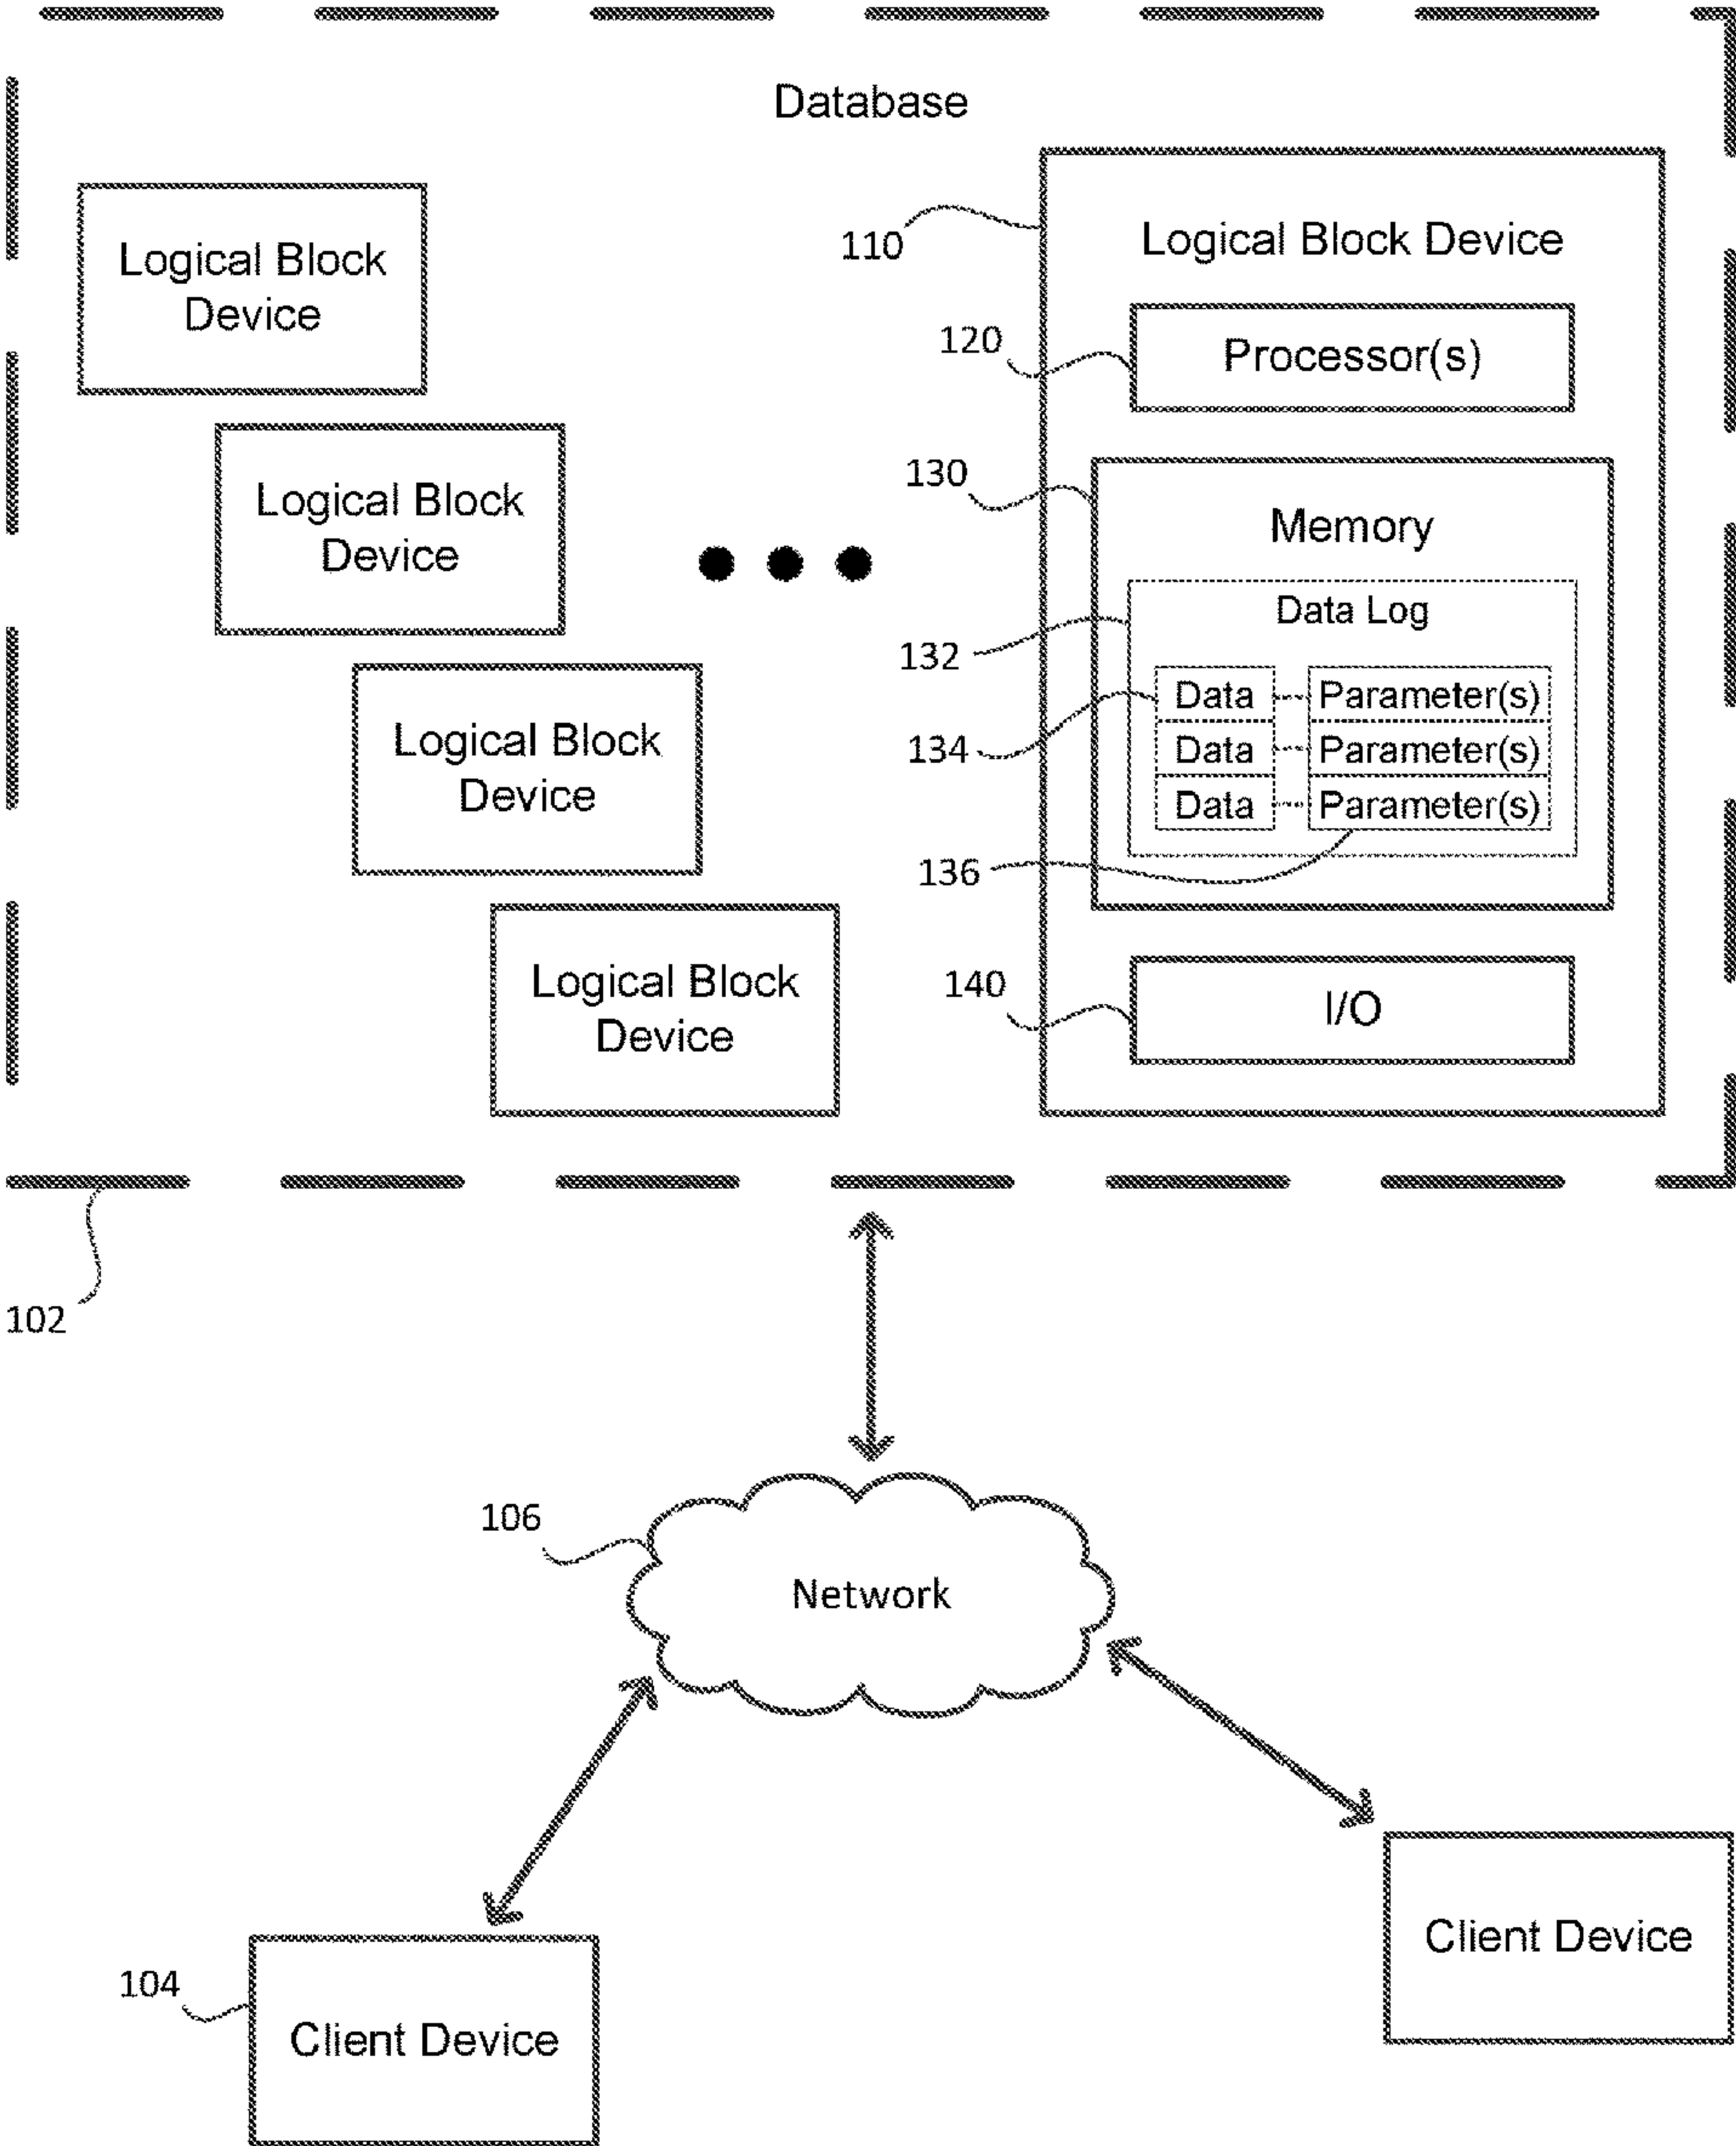 Database
Logical Block
Device
Logical Block
Device
Logical Block
Device
Logical Block
Device
110
Logical Block Device
120
Processor(s)
130
Memory
132
Data Log
134
Data Parameter(s)
Data Parameter(s)
Data Parameter(s)
136
140
I/O
102
106
Network
104
Client Device
Client Device